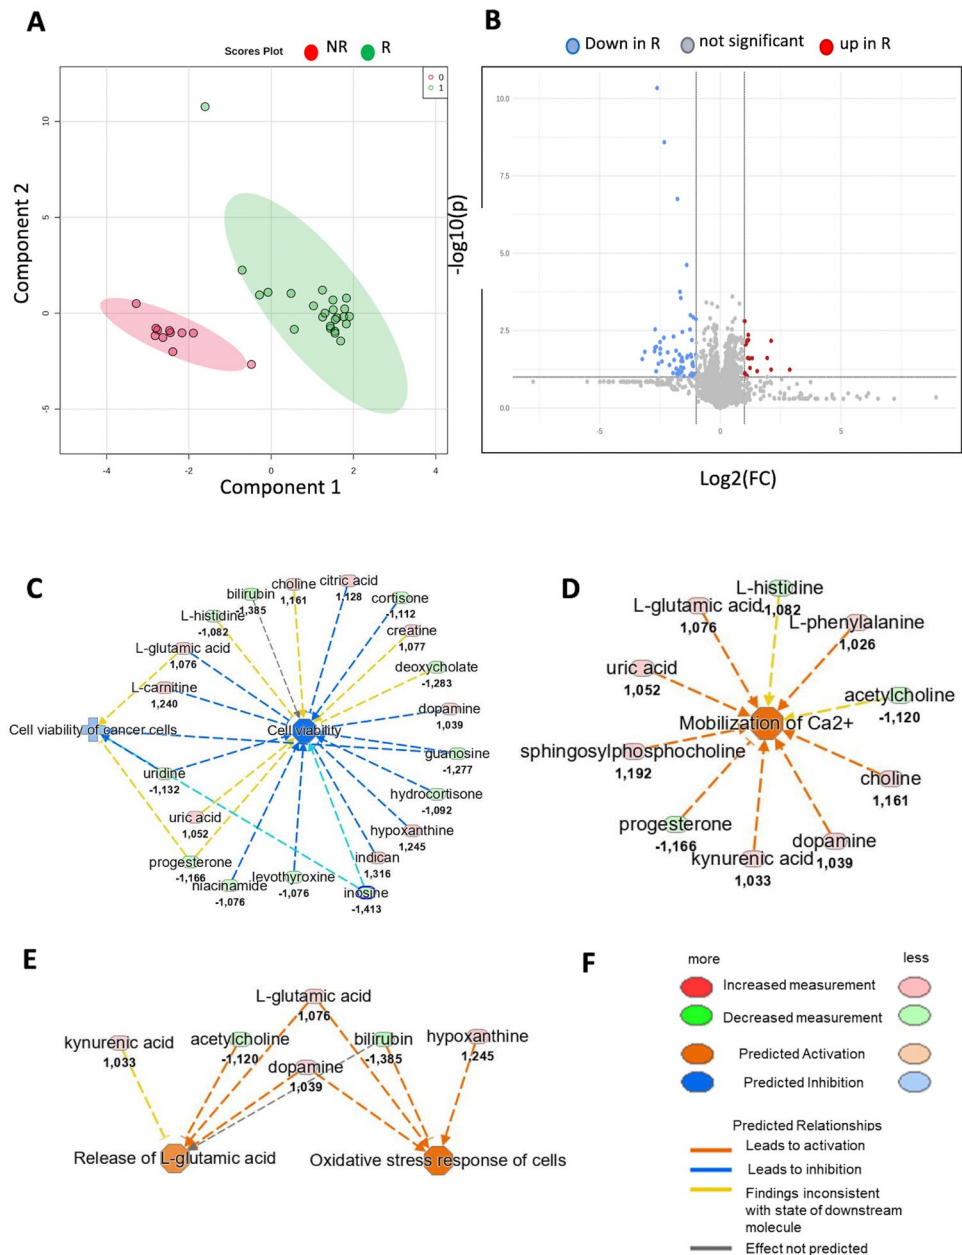 A
Scores Plot NR R
0
1
10
5
0
-5
-4 -2 0 2 4
Component 2
Component 1
B
Down in R not significant up in R
10.0
7.5
5.0
2.5
0.0
-5 0 5
-log10(p)
Log2(FC)
C
citric acid
1,128
choline
1,161
bilirubin
-1,385
cortisone
-1,112
L-histidine
-1,082
creatine
1,077
L-glutamic acid
1,076
deoxycholate
-1,283
L-carnitine
1,240
dopamine
1,039
Cell viability of cancer cells
Cell viability
guanosine
-1,277
uridine
-1,132
hydrocortisone
-1,092
uric acid
1,052
hypoxanthine
1,245
progesterone
-1,166
indican
1,316
niacinamide
-1,076
levothyroxine
-1,076
inosine
-1,413
D
L-histidine
-1,082
L-glutamic acid
1,076
L-phenylalanine
1,026
uric acid
1,052
acetylcholine
-1,120
Mobilization of Ca2+
sphingosylphosphocholine
1,192
choline
1,161
progesterone
-1,166
dopamine
1,039
kynurenic acid
1,033
E
L-glutamic acid
1,076
kynurenic acid
1,033
acetylcholine
-1,120
bilirubin
-1,385
hypoxanthine
1,245
dopamine
1,039
Release of L-glutamic acid
Oxidative stress response of cells
F
more less
Increased measurement
Decreased measurement
Predicted Activation
Predicted Inhibition
Predicted Relationships
Leads to activation
Leads to inhibition
Findings inconsistent
with state of downstream
molecule
Effect not predicted